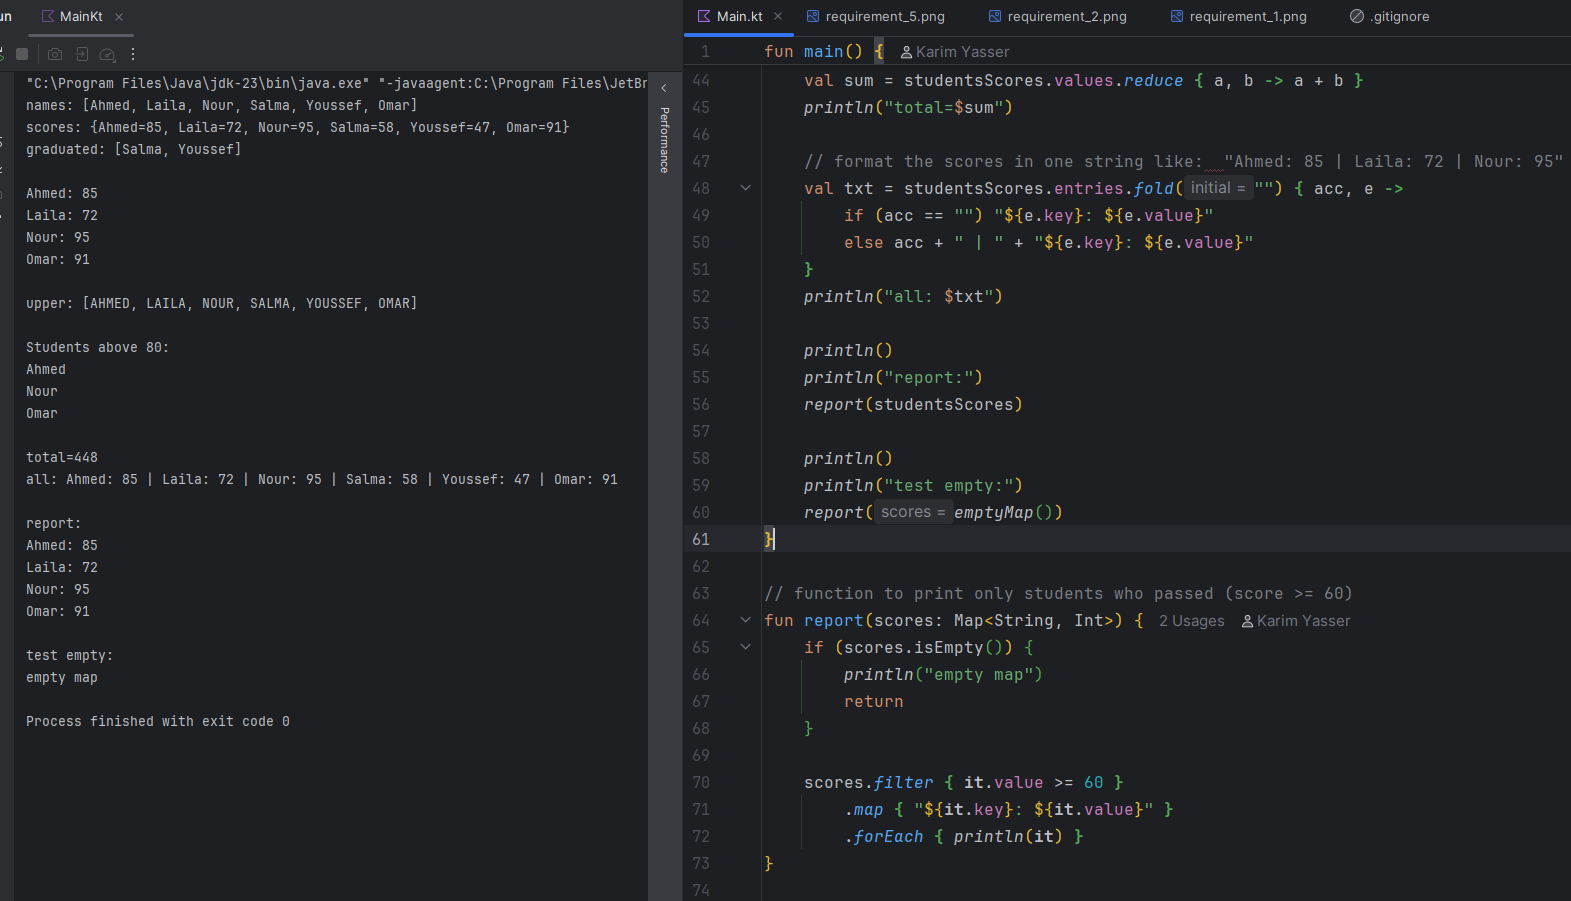 un MainKt
"C:\Program Files\Java\jdk-23\bin\java.exe" "-javaagent:C:\Program Files\JetBr
names: [Ahmed, Laila, Nour, Salma, Youssef, Omar]
scores: {Ahmed=85, Laila=72, Nour=95, Salma=58, Youssef=47, Omar=91}
graduated: [Salma, Youssef]
Ahmed: 85
Laila: 72
Nour: 95
Omar: 91
upper: [AHMED, LAILA, NOUR, SALMA, YOUSSEF, OMAR]
Students above 80:
Ahmed
Nour
Omar
total=448
all: Ahmed: 85 | Laila: 72 | Nour: 95 | Salma: 58 | Youssef: 47 | Omar: 91
report:
Ahmed: 85
Laila: 72
Nour: 95
Omar: 91
test empty:
empty map
Process finished with exit code 0
Performance
Main.kt requirement_5.png requirement_2.png requirement_1.png .gitignore
1 fun main() { Karim Yasser
44 val sum = studentsScores.values.reduce { a, b -> a + b }
45 println("total=$sum")
46
47 // format the scores in one string like:  "Ahmed: 85 | Laila: 72 | Nour: 95"
48 val txt = studentsScores.entries.fold( initial = "") { acc, e ->
49 if (acc == "") "${e.key}: ${e.value}"
50 else acc + " | " + "${e.key}: ${e.value}"
51 }
52 println("all: $txt")
53
54 println()
55 println("report:")
56 report(studentsScores)
57
58 println()
59 println("test empty:")
60 report( scores = emptyMap())
61 }
62
63 // function to print only students who passed (score >= 60)
64 fun report(scores: Map<String, Int>) { 2 Usages Karim Yasser
65 if (scores.isEmpty()) {
66 println("empty map")
67 return
68 }
69
70 scores.filter { it.value >= 60 }
71 .map { "${it.key}: ${it.value}" }
72 .forEach { println(it) }
73 }
74